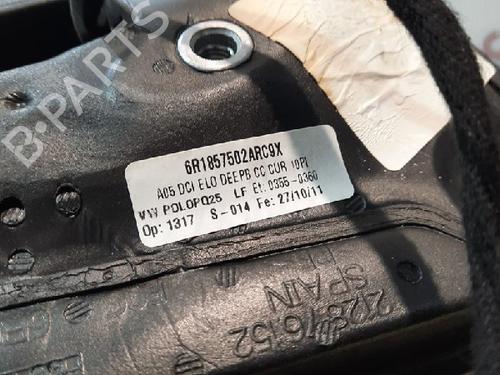 B-PARTS
6R1857502ARC9X
A05 DCI ELO DEEPB CC CUR 10PI
VW POLOPQ25 LF Et: 0355-0360
Op: 1317 S-014 Fe: 27/10/11
SPAIN
212876152